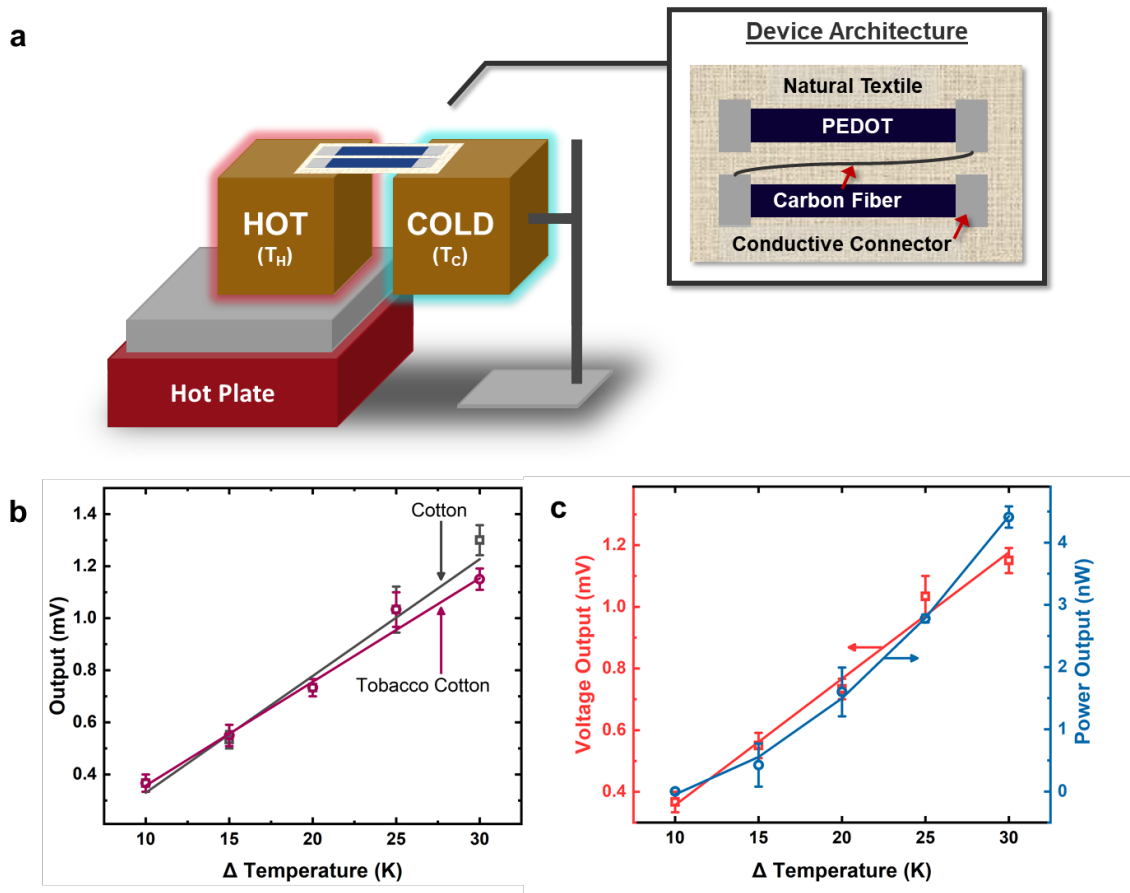 a
Device Architecture
Natural Textile
PEDOT
Carbon Fiber
Conductive Connector
HOT
(T_H)
COLD
(T_C)
Hot Plate
b
Output (mV)
1.4
1.2
1.0
0.8
0.6
0.4
Cotton
Tobacco Cotton
10 15 20 25 30
Δ Temperature (K)
c
Voltage Output (mV)
1.2
1.0
0.8
0.6
0.4
Power Output (nW)
4
3
2
1
0
10 15 20 25 30
Δ Temperature (K)